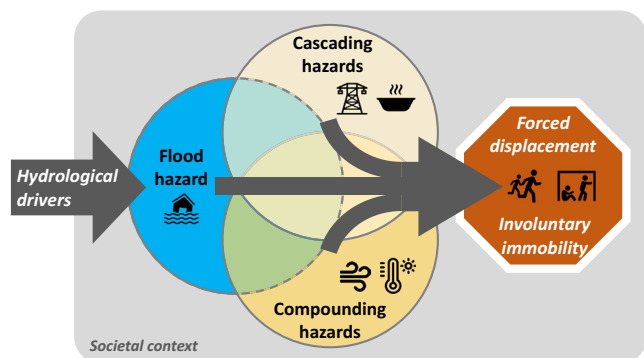 Cascading
hazards
Flood
hazard
Hydrological
drivers
Forced
displacement
Involuntary
immobility
Compounding
hazards
Societal context